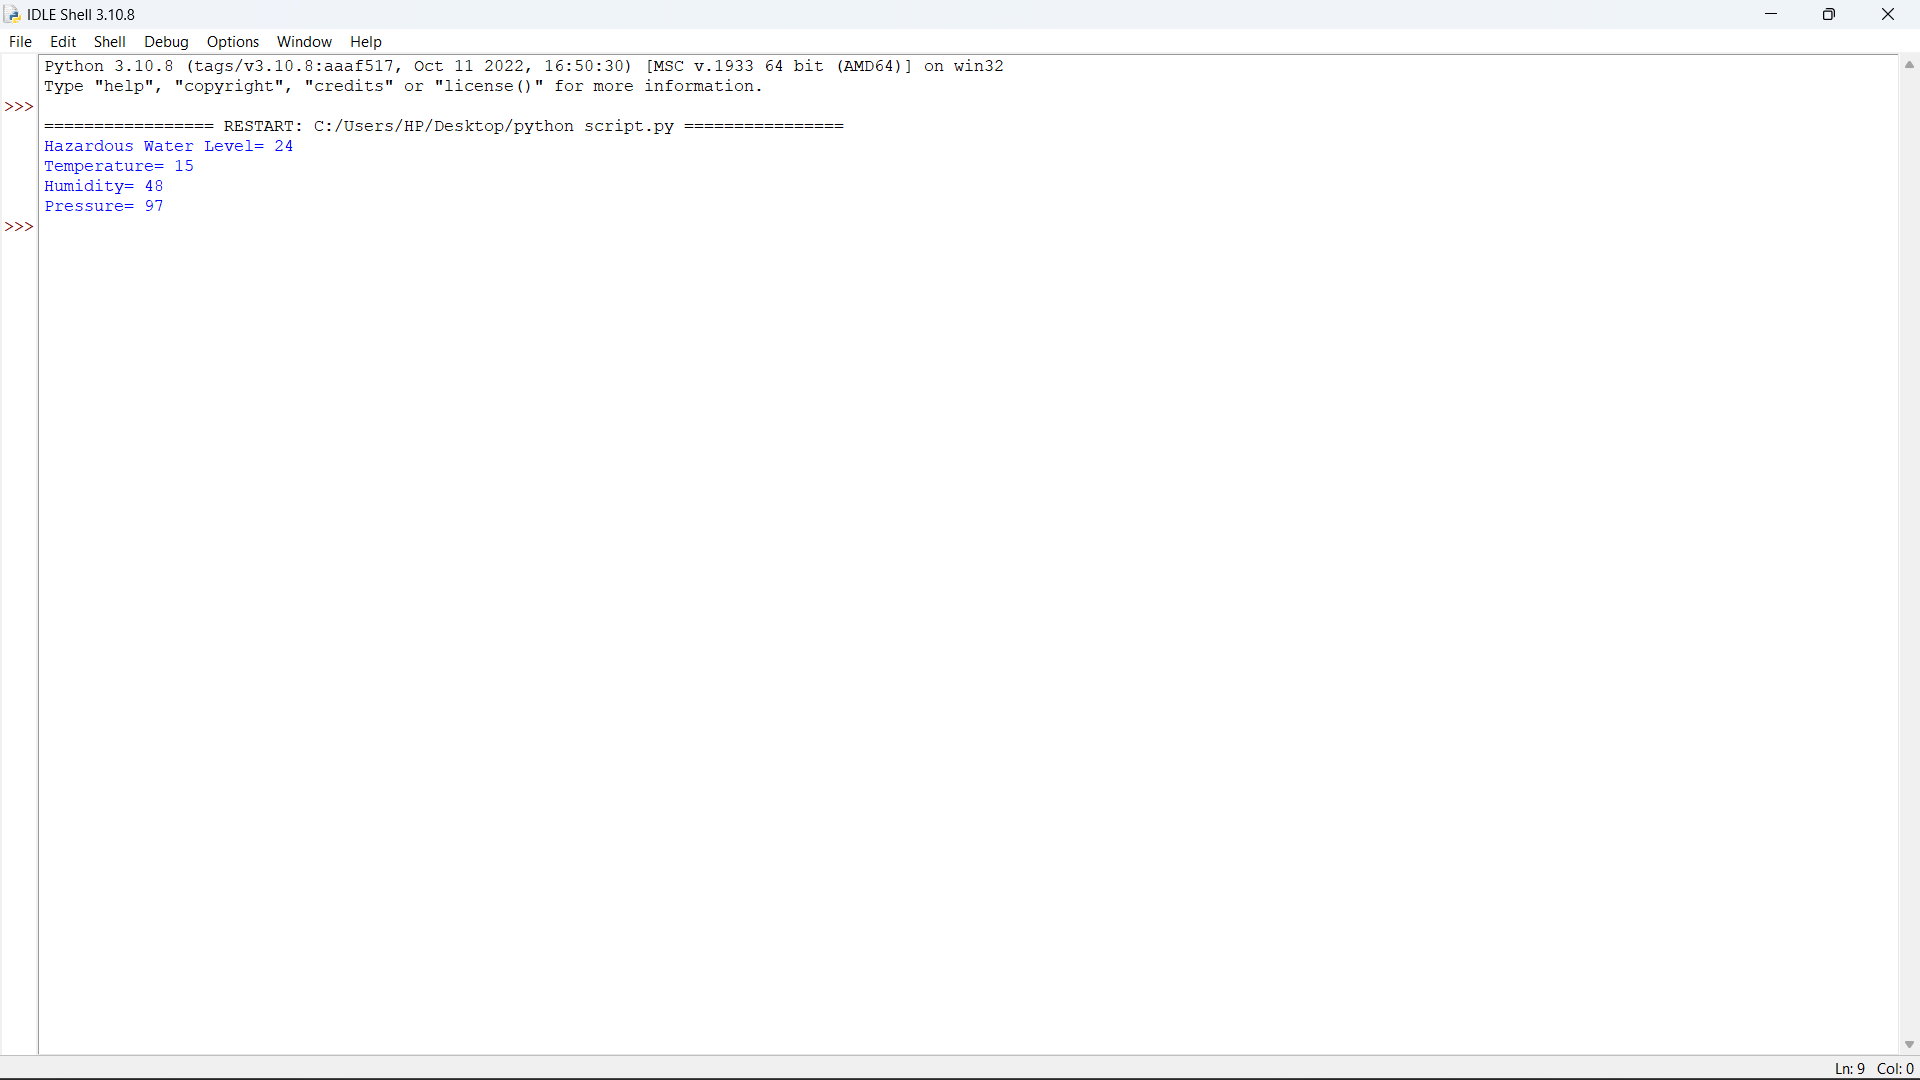 IDLE Shell 3.10.8
File Edit Shell Debug Options Window Help
Python 3.10.8 (tags/v3.10.8:aaaf517, Oct 11 2022, 16:50:30) [MSC v.1933 64 bit (AMD64)] on win32
Type "help", "copyright", "credits" or "license()" for more information.
>>>
================= RESTART: C:/Users/HP/Desktop/python script.py ================
Hazardous Water Level= 24
Temperature= 15
Humidity= 48
Pressure= 97
>>>
Ln: 9 Col: 0